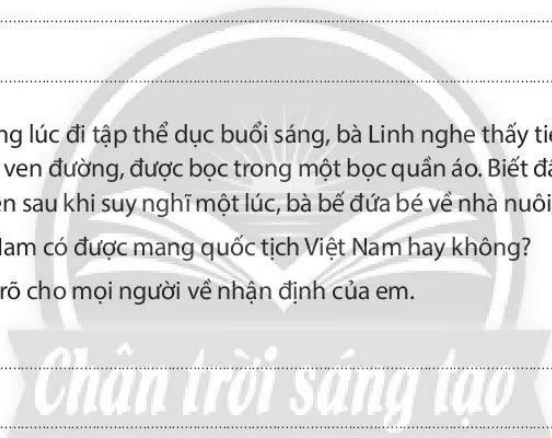 ng lúc đi tập thể dục buổi sáng, bà Linh nghe thấy tiế
ven đường, được bọc trong một bọc quần áo. Biết đâ
ên sau khi suy nghĩ một lúc, bà bế đứa bé về nhà nuôi
Nam có được mang quốc tịch Việt Nam hay không?
rõ cho mọi người về nhận định của em.
Chân trời sáng tạo